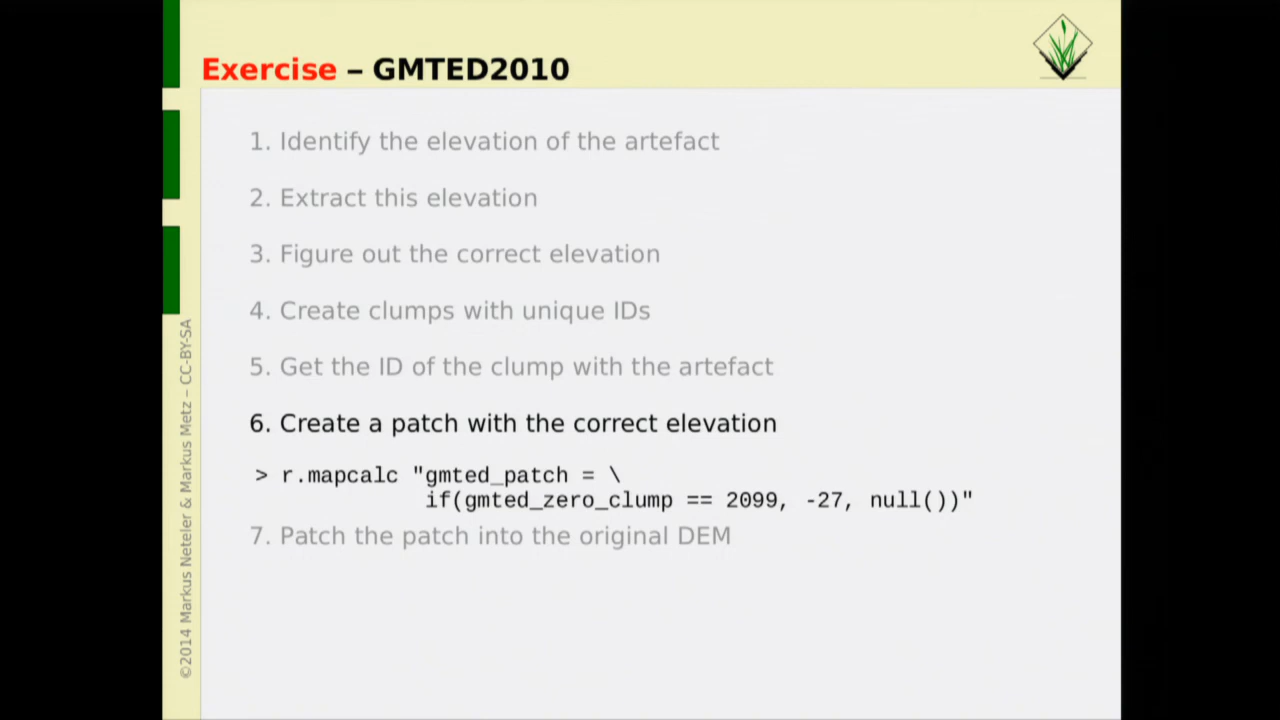 Exercise – GMTED2010
1. Identify the elevation of the artefact
2. Extract this elevation
3. Figure out the correct elevation
4. Create clumps with unique IDs
5. Get the ID of the clump with the artefact
6. Create a patch with the correct elevation
> r.mapcalc "gmted_patch = \
if(gmted_zero_clump == 2099, -27, null())"
7. Patch the patch into the original DEM
©2014 Markus Neteler & Markus Metz – CC-BY-SA